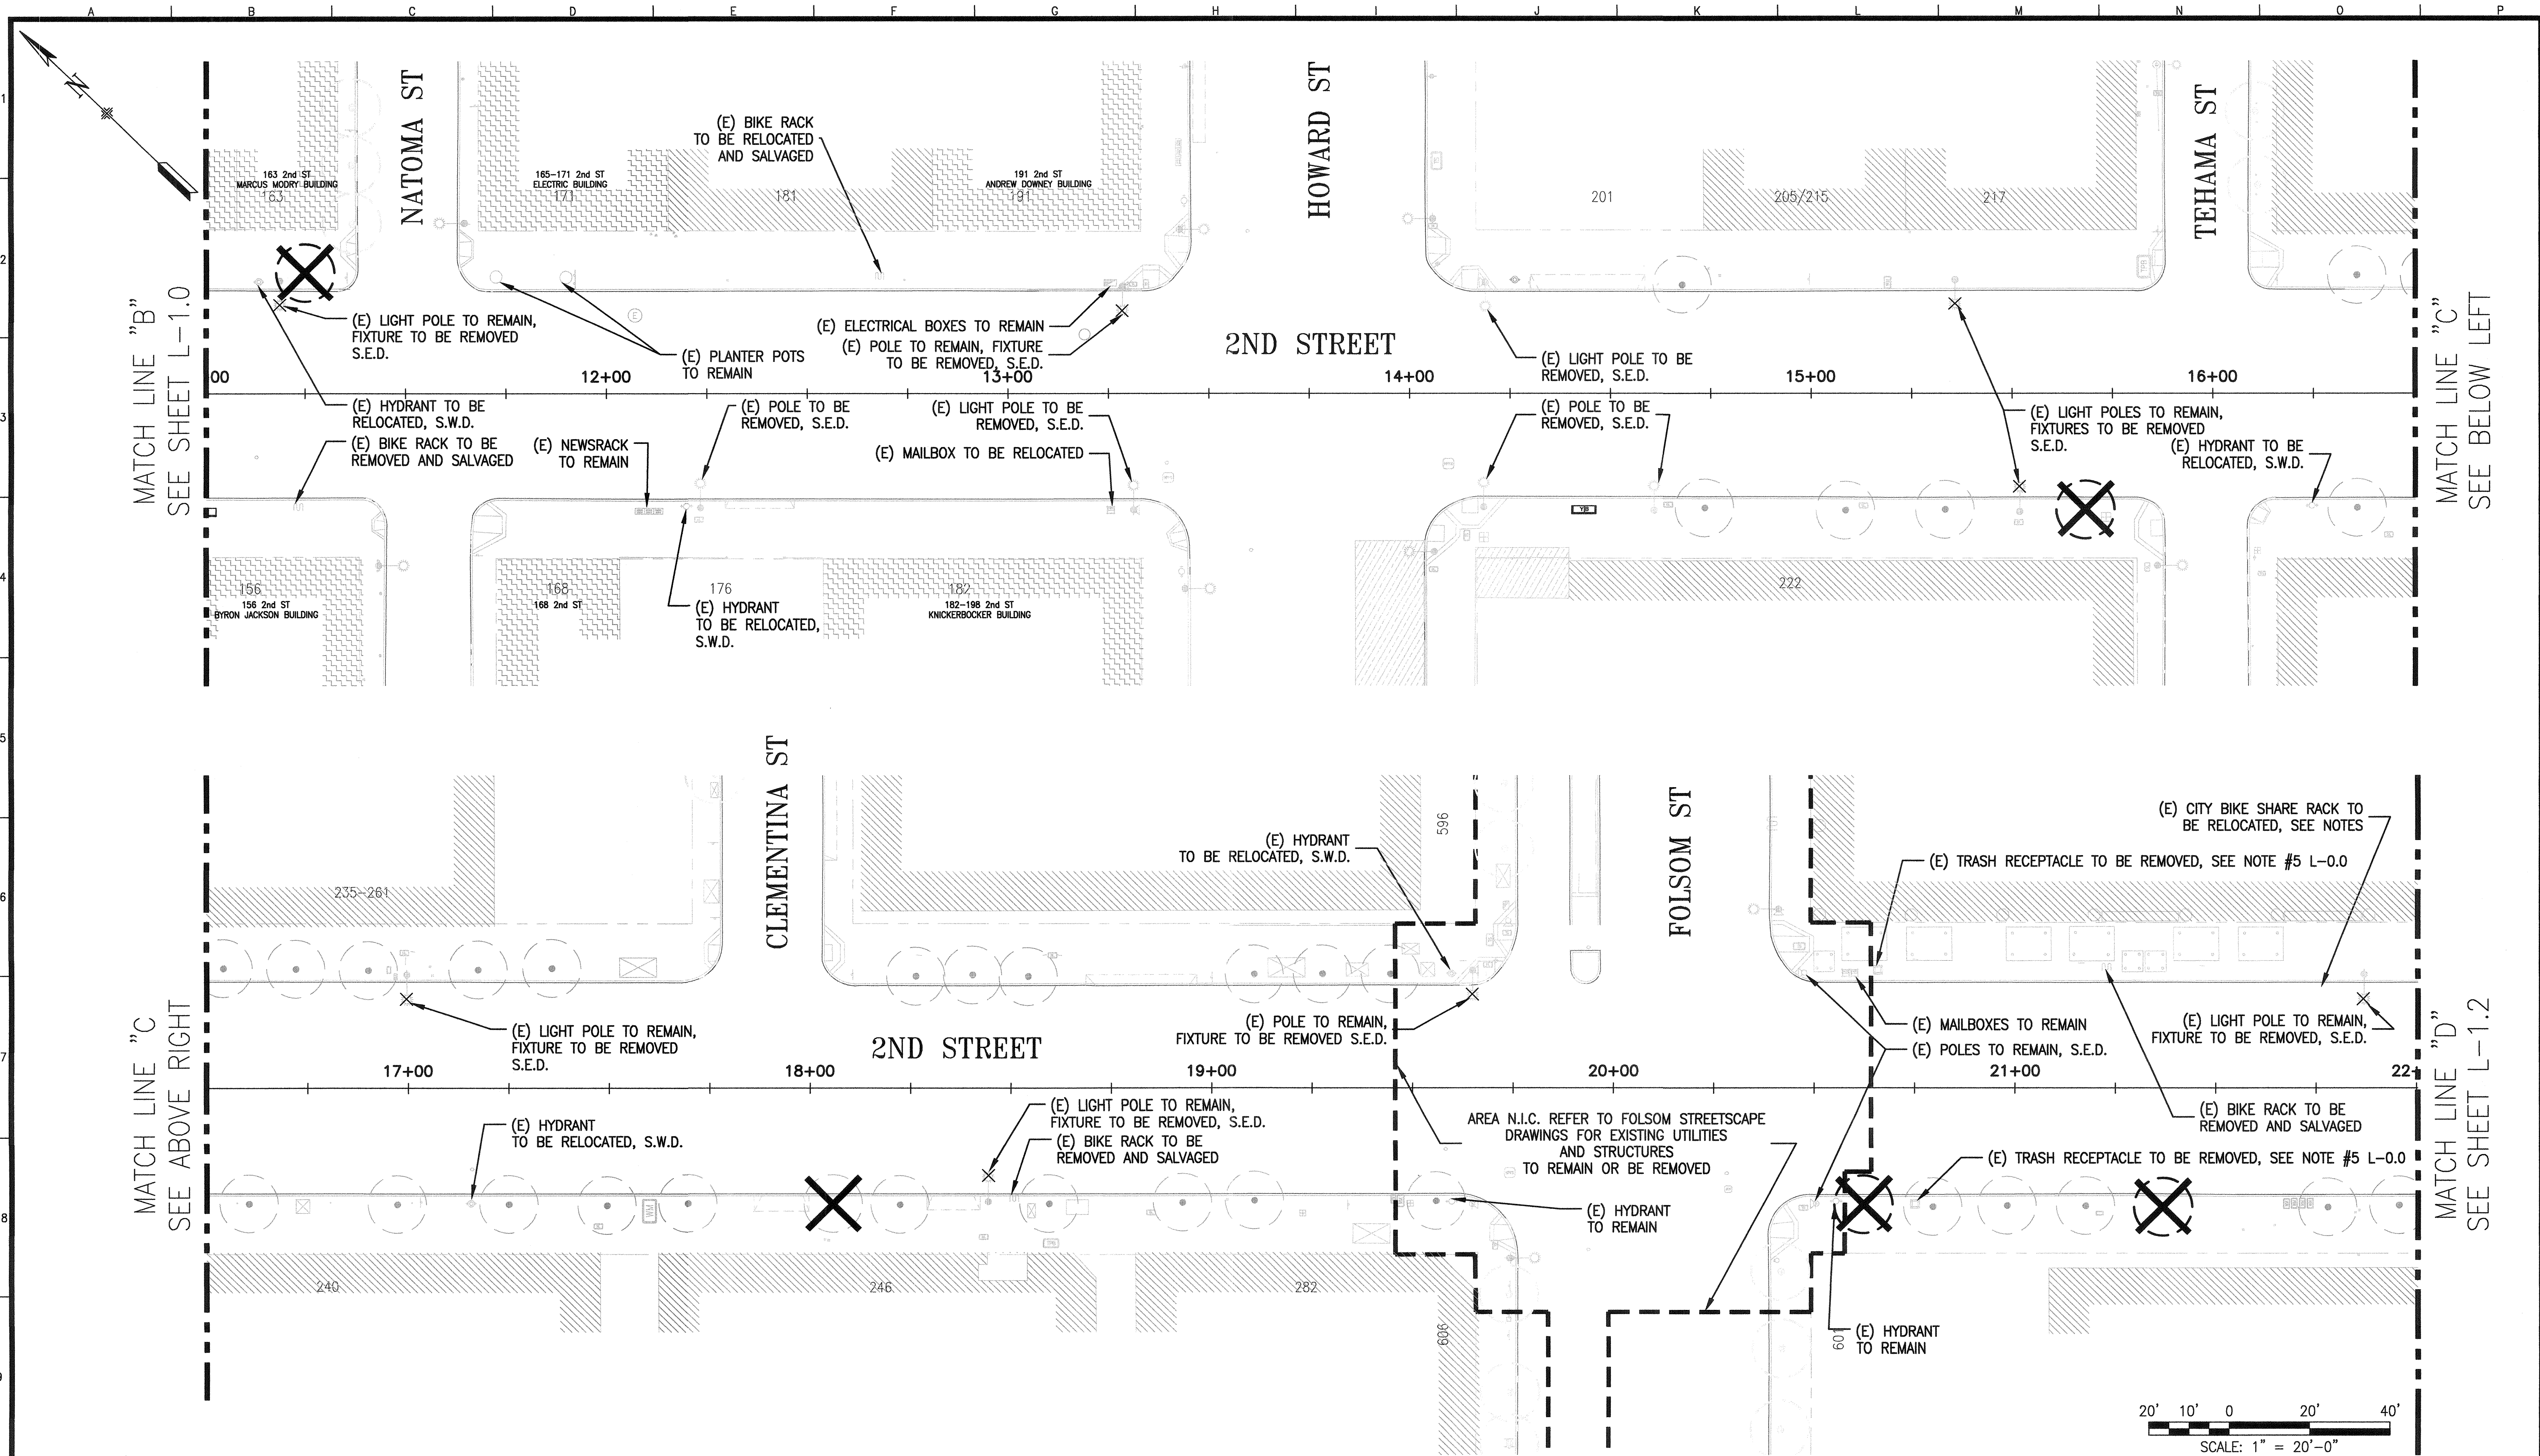 A B C D E F G H I J K L M N O P
1
2
3
4
5
6
7
8
9
N
NATOMA ST
HOWARD ST
TEHAMA ST
163 2nd ST
MARCUS MODRY BUILDING
163
165-171 2nd ST
ELECTRIC BUILDING
171
(E) BIKE RACK
TO BE RELOCATED
AND SALVAGED
181
191 2nd ST
ANDREW DOWNEY BUILDING
191
201
205/215
217
MATCH LINE "B"
SEE SHEET L-1.0
(E) LIGHT POLE TO REMAIN,
FIXTURE TO BE REMOVED
S.E.D.
(E) PLANTER POTS
TO REMAIN
(E) ELECTRICAL BOXES TO REMAIN
(E) POLE TO REMAIN, FIXTURE
TO BE REMOVED, S.E.D.
2ND STREET
(E) LIGHT POLE TO BE
REMOVED, S.E.D.
MATCH LINE "C"
SEE BELOW LEFT
00
12+00
13+00
14+00
15+00
16+00
(E) HYDRANT TO BE
RELOCATED, S.W.D.
(E) BIKE RACK TO BE
REMOVED AND SALVAGED
(E) NEWSRACK
TO REMAIN
(E) POLE TO BE
REMOVED, S.E.D.
(E) LIGHT POLE TO BE
REMOVED, S.E.D.
(E) MAILBOX TO BE RELOCATED
(E) POLE TO BE
REMOVED, S.E.D.
(E) LIGHT POLES TO REMAIN,
FIXTURES TO BE REMOVED
S.E.D.
(E) HYDRANT TO BE
RELOCATED, S.W.D.
156
156 2nd ST
BYRON JACKSON BUILDING
168
168 2nd ST
176
(E) HYDRANT
TO BE RELOCATED,
S.W.D.
182
182-198 2nd ST
KNICKERBOCKER BUILDING
222
CLEMENTINA ST
FOLSOM ST
235-261
596
(E) HYDRANT
TO BE RELOCATED, S.W.D.
(E) CITY BIKE SHARE RACK TO
BE RELOCATED, SEE NOTES
(E) TRASH RECEPTACLE TO BE REMOVED, SEE NOTE #5 L-0.0
MATCH LINE "C
SEE ABOVE RIGHT
(E) LIGHT POLE TO REMAIN,
FIXTURE TO BE REMOVED
S.E.D.
2ND STREET
(E) POLE TO REMAIN,
FIXTURE TO BE REMOVED S.E.D.
(E) MAILBOXES TO REMAIN
(E) POLES TO REMAIN, S.E.D.
(E) LIGHT POLE TO REMAIN,
FIXTURE TO BE REMOVED, S.E.D.
MATCH LINE "D"
SEE SHEET L-1.2
17+00
18+00
19+00
20+00
21+00
22
(E) HYDRANT
TO BE RELOCATED, S.W.D.
(E) LIGHT POLE TO REMAIN,
FIXTURE TO BE REMOVED, S.E.D.
(E) BIKE RACK TO BE
REMOVED AND SALVAGED
AREA N.I.C. REFER TO FOLSOM STREETSCAPE
DRAWINGS FOR EXISTING UTILITIES
AND STRUCTURES
TO REMAIN OR BE REMOVED
(E) BIKE RACK TO BE
REMOVED AND SALVAGED
(E) TRASH RECEPTACLE TO BE REMOVED, SEE NOTE #5 L-0.0
WM
(E) HYDRANT
TO REMAIN
240
246
282
606
601
(E) HYDRANT
TO REMAIN
20' 10' 0 20' 40'
SCALE: 1" = 20'-0"